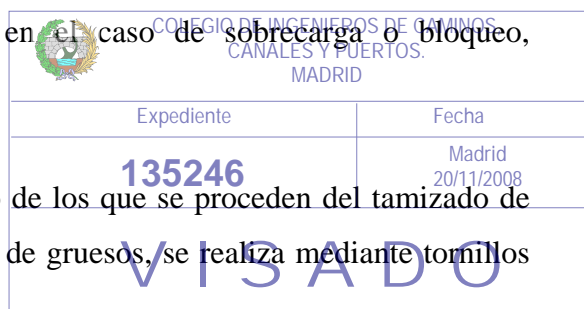 en el caso de sobrecarga o bloqueo,
COLEGIO DE INGENIEROS DE CAMINOS
CANALES Y PUERTOS.
MADRID
Expediente
Fecha
135246
Madrid
20/11/2008
de los que se proceden del tamizado de
de gruesos, se realiza mediante tornillos
VISADO